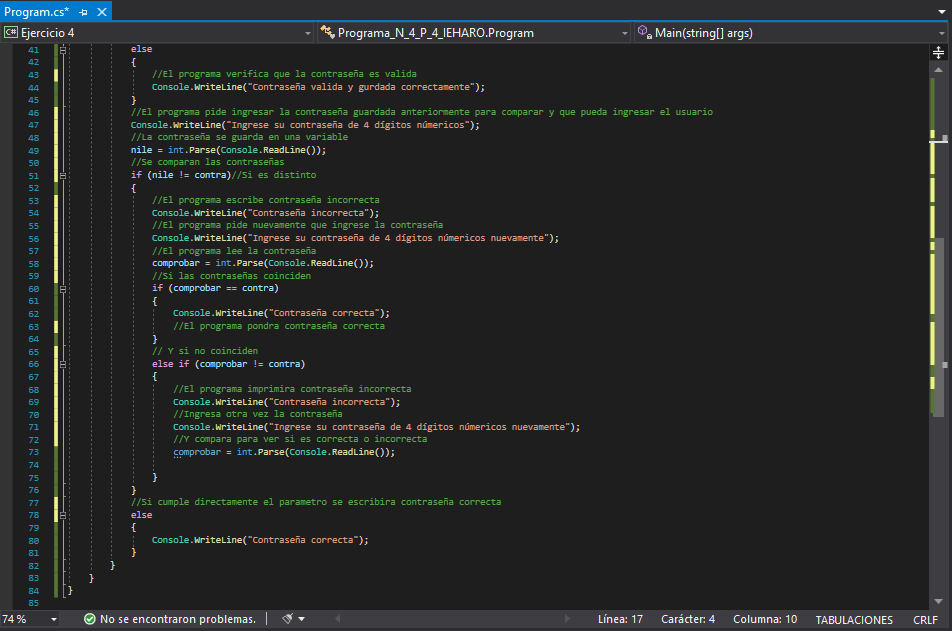 Program.cs*
C# Ejercicio 4
Programa_N_4_P_4_IEHARO.Program
Main(string[] args)
41 else
42 {
43 //El programa verifica que la contraseña es valida
44 Console.WriteLine("Contraseña valida y gurdada correctamente");
45 }
46 //El programa pide ingresar la contraseña guardada anteriormente para comparar y que pueda ingresar el usuario
47 Console.WriteLine("Ingrese su contraseña de 4 dígitos númericos");
48 //La contraseña se guarda en una variable
49 nile = int.Parse(Console.ReadLine());
50 //Se comparan las contraseñas
51 if (nile != contra)//Si es distinto
52 {
53 //El programa escribe contraseña incorrecta
54 Console.WriteLine("Contraseña incorrecta");
55 //El programa pide nuevamente que ingrese la contraseña
56 Console.WriteLine("Ingrese su contraseña de 4 dígitos númericos nuevamente");
57 //El programa lee la contraseña
58 comprobar = int.Parse(Console.ReadLine());
59 //Si las contraseñas coinciden
60 if (comprobar == contra)
61 {
62 Console.WriteLine("Contraseña correcta");
63 //El programa pondra contraseña correcta
64 }
65 // Y si no coinciden
66 else if (comprobar != contra)
67 {
68 //El programa imprimira contraseña incorrecta
69 Console.WriteLine("Contraseña incorrecta");
70 //Ingresa otra vez la contraseña
71 Console.WriteLine("Ingrese su contraseña de 4 dígitos númericos nuevamente");
72 //Y compara para ver si es correcta o incorrecta
73 comprobar = int.Parse(Console.ReadLine());
74
75 }
76 }
77 //Si cumple directamente el parametro se escribira contraseña correcta
78 else
79 {
80 Console.WriteLine("Contraseña correcta");
81 }
82 }
83 }
84 }
85
74 % No se encontraron problemas. Línea: 17 Carácter: 4 Columna: 10 TABULACIONES CRLF